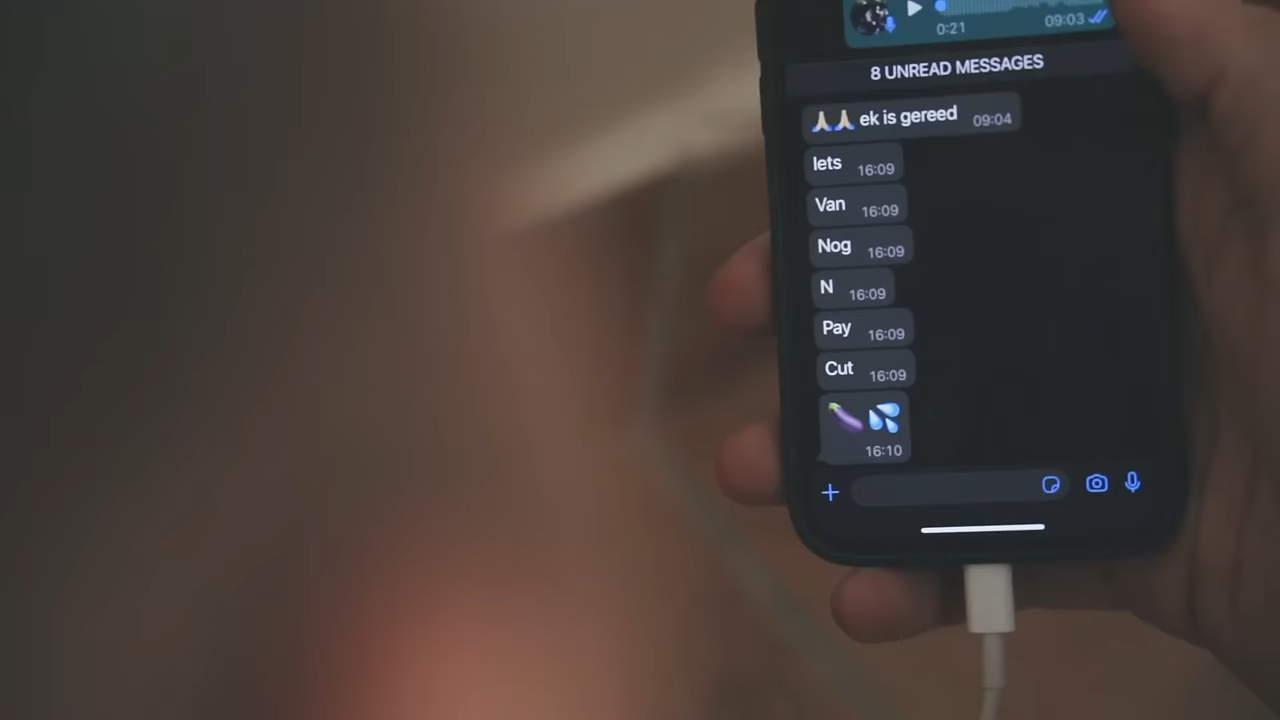 0:21 09:03
8 UNREAD MESSAGES
🙏🙏 ek is gereed 09:04
Iets 16:09
Van 16:09
Nog 16:09
N 16:09
Pay 16:09
Cut 16:09
🍆💦 16:10